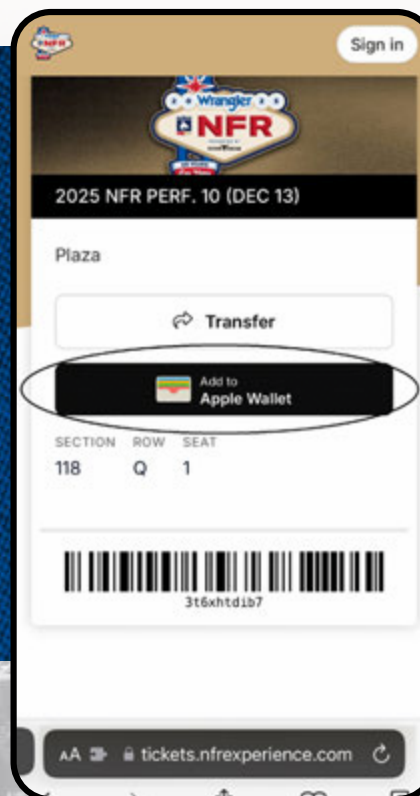 NFR
Sign in
Wrangler
NFR
2025 NFR PERF. 10 (DEC 13)
Plaza
Transfer
Add to
Apple Wallet
SECTION ROW SEAT
118 Q 1
3t6xhtdib7
AA tickets.nfrexperience.com